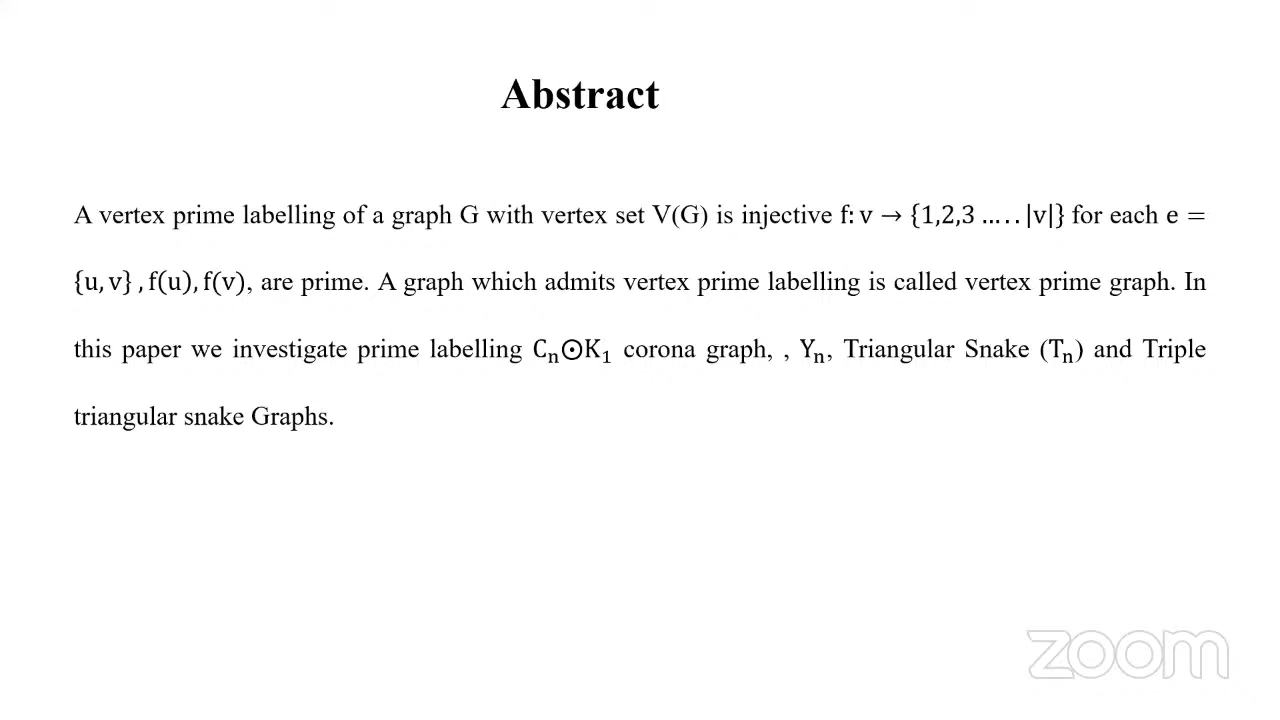 Abstract
A vertex prime labelling of a graph G with vertex set V(G) is injective f: v → {1,2,3 ..... |v|} for each e =
{u, v} , f(u), f(v), are prime. A graph which admits vertex prime labelling is called vertex prime graph. In
this paper we investigate prime labelling Cₙ⨀K₁ corona graph, , Yₙ, Triangular Snake (Tₙ) and Triple
triangular snake Graphs.
zoom